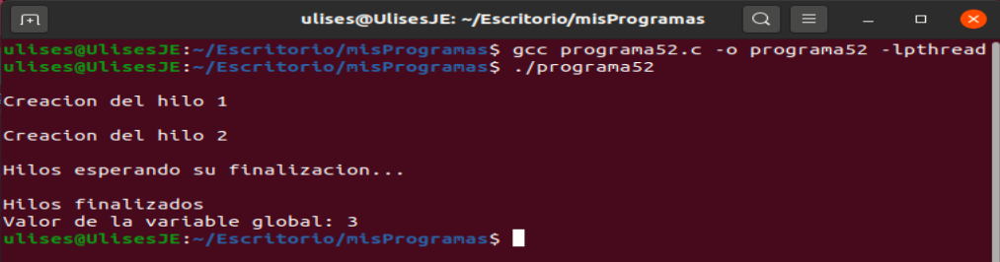 ulises@UlisesJE: ~/Escritorio/misProgramas
ulises@UlisesJE:~/Escritorio/misProgramas$ gcc programa52.c -o programa52 -lpthread
ulises@UlisesJE:~/Escritorio/misProgramas$ ./programa52
Creacion del hilo 1
Creacion del hilo 2
Hilos esperando su finalizacion...
Hilos finalizados
Valor de la variable global: 3
ulises@UlisesJE:~/Escritorio/misProgramas$